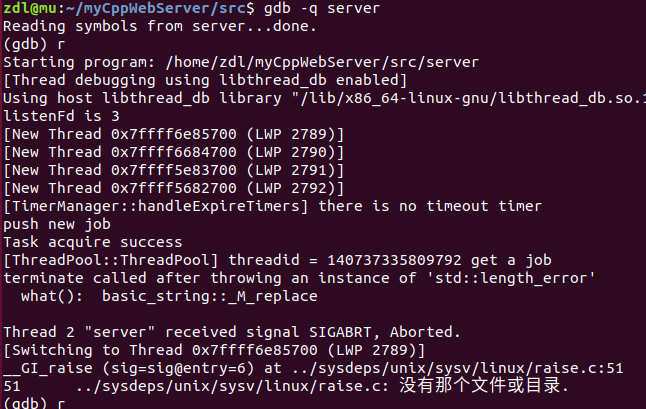 zdl@mu:~/myCppWebServer/src$ gdb -q server
Reading symbols from server...done.
(gdb) r
Starting program: /home/zdl/myCppWebServer/src/server
[Thread debugging using libthread_db enabled]
Using host libthread_db library "/lib/x86_64-linux-gnu/libthread_db.so.1
listenFd is 3
[New Thread 0x7ffff6e85700 (LWP 2789)]
[New Thread 0x7ffff6684700 (LWP 2790)]
[New Thread 0x7ffff5e83700 (LWP 2791)]
[New Thread 0x7ffff5682700 (LWP 2792)]
[TimerManager::handleExpireTimers] there is no timeout timer
push new job
Task acquire success
[ThreadPool::ThreadPool] threadid = 140737335809792 get a job
terminate called after throwing an instance of 'std::length_error'
  what():  basic_string::_M_replace

Thread 2 "server" received signal SIGABRT, Aborted.
[Switching to Thread 0x7ffff6e85700 (LWP 2789)]
__GI_raise (sig=sig@entry=6) at ../sysdeps/unix/sysv/linux/raise.c:51
51      ../sysdeps/unix/sysv/linux/raise.c: 没有那个文件或目录.
(gdb) r